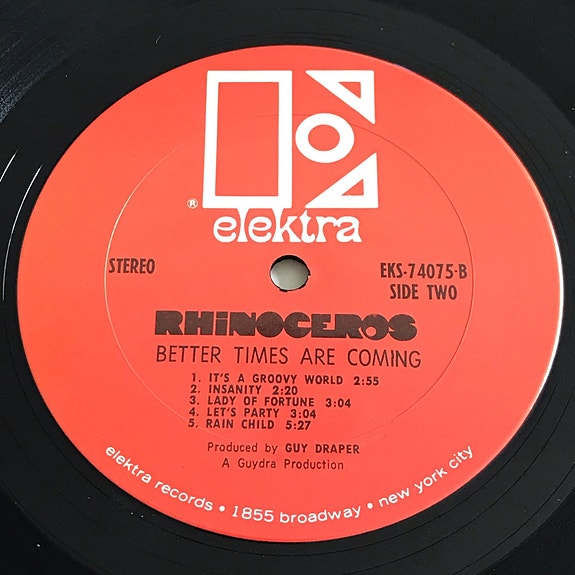 ®
elektra
STEREO
EKS-74075-B
SIDE TWO
RHiNOCEROS
BETTER TIMES ARE COMING
1. IT'S A GROOVY WORLD 2:55
2. INSANITY 2:20
3. LADY OF FORTUNE 3:04
4. LET'S PARTY 3:04
5. RAIN CHILD 5:27
Produced by GUY DRAPER
A Guydra Production
elektra records • 1855 broadway • new york city